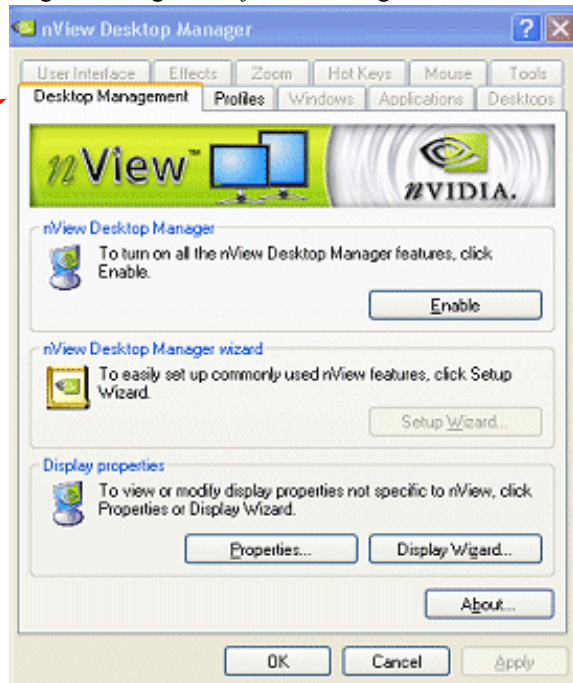 nView Desktop Manager
User Interface Effects Zoom Hot Keys Mouse Tools
Desktop Management Profiles Windows Applications Desktops
nView™ NVIDIA.
nView Desktop Manager
To turn on all the nView Desktop Manager features, click
Enable.
Enable
nView Desktop Manager wizard
To easily set up commonly used nView features, click Setup
Wizard.
Setup Wizard...
Display properties
To view or modify display properties not specific to nView, click
Properties or Display Wizard.
Properties... Display Wizard...
About...
OK Cancel Apply